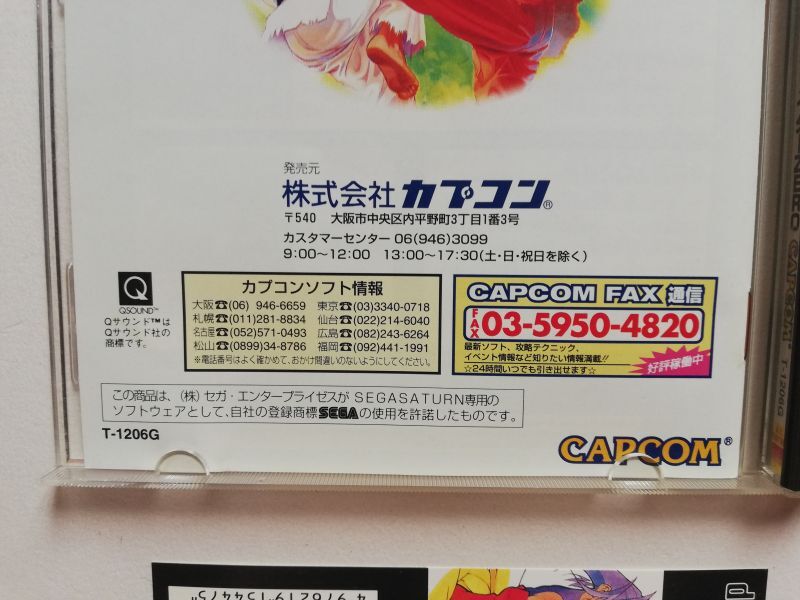 発売元
株式会社カプコン®
〒540 大阪市中央区内平野町3丁目1番3号
カスタマーセンター 06(946)3099
9:00〜12:00 13:00〜17:30(土・日・祝日を除く)
Q
QSOUND™
Qサウンド™は
Qサウンド社の
商標です。
カプコンソフト情報
大阪☎(06) 946-6659 東京☎(03)3340-0718
札幌☎(011)281-8834 仙台☎(022)214-6040
名古屋☎(052)571-0493 広島☎(082)243-6264
松山☎(0899)34-8786 福岡☎(092)441-1991
※電話番号はよく確かめて、おかけ間違いのないようにしてください。
CAPCOM FAX 通信
FAX 03-5950-4820
最新ソフト、攻略テクニック、
イベント情報など知りたい情報満載!!
☆24時間いつでも引き出せます☆
好評稼働中
この商品は、(株)セガ・エンタープライゼスが SEGASATURN専用の
ソフトウェアとして、自社の登録商標 SEGA の使用を許諾したものです。
T-1206G
CAPCOM®
CAPCOM
T-1206G